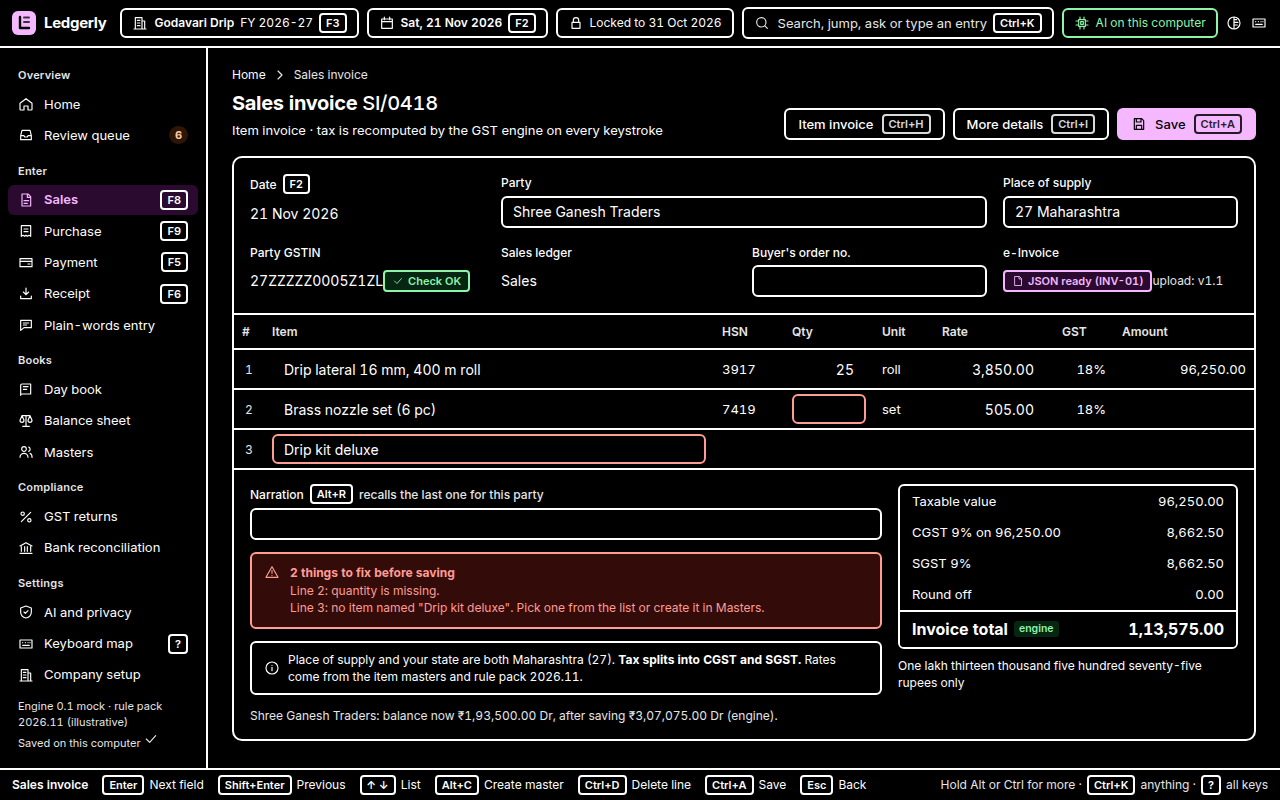 Ledgerly
Godavari Drip FY 2026-27 F3
Sat, 21 Nov 2026 F2
Locked to 31 Oct 2026
Search, jump, ask or type an entry Ctrl+K
AI on this computer
Overview
Home
Review queue 6
Enter
Sales F8
Purchase F9
Payment F5
Receipt F6
Plain-words entry
Books
Day book
Balance sheet
Masters
Compliance
GST returns
Bank reconciliation
Settings
AI and privacy
Keyboard map ?
Company setup
Engine 0.1 mock · rule pack
2026.11 (illustrative)
Saved on this computer
Home > Sales invoice
Sales invoice SI/0418
Item invoice · tax is recomputed by the GST engine on every keystroke
Item invoice Ctrl+H
More details Ctrl+I
Save Ctrl+A
Date F2
21 Nov 2026
Party
Shree Ganesh Traders
Place of supply
27 Maharashtra
Party GSTIN
27ZZZZZ0005Z1ZL Check OK
Sales ledger
Sales
Buyer's order no.
e-Invoice
JSON ready (INV-01) upload: v1.1
# Item HSN Qty Unit Rate GST Amount
1 Drip lateral 16 mm, 400 m roll 3917 25 roll 3,850.00 18% 96,250.00
2 Brass nozzle set (6 pc) 7419 set 505.00 18%
3 Drip kit deluxe
Narration Alt+R recalls the last one for this party
2 things to fix before saving
Line 2: quantity is missing.
Line 3: no item named "Drip kit deluxe". Pick one from the list or create it in Masters.
Place of supply and your state are both Maharashtra (27). Tax splits into CGST and SGST. Rates
come from the item masters and rule pack 2026.11.
Shree Ganesh Traders: balance now ₹1,93,500.00 Dr, after saving ₹3,07,075.00 Dr (engine).
Taxable value 96,250.00
CGST 9% on 96,250.00 8,662.50
SGST 9% 8,662.50
Round off 0.00
Invoice total engine 1,13,575.00
One lakh thirteen thousand five hundred seventy-five
rupees only
Sales invoice Enter Next field Shift+Enter Previous ↑↓ List Alt+C Create master Ctrl+D Delete line Ctrl+A Save Esc Back
Hold Alt or Ctrl for more · Ctrl+K anything · ? all keys